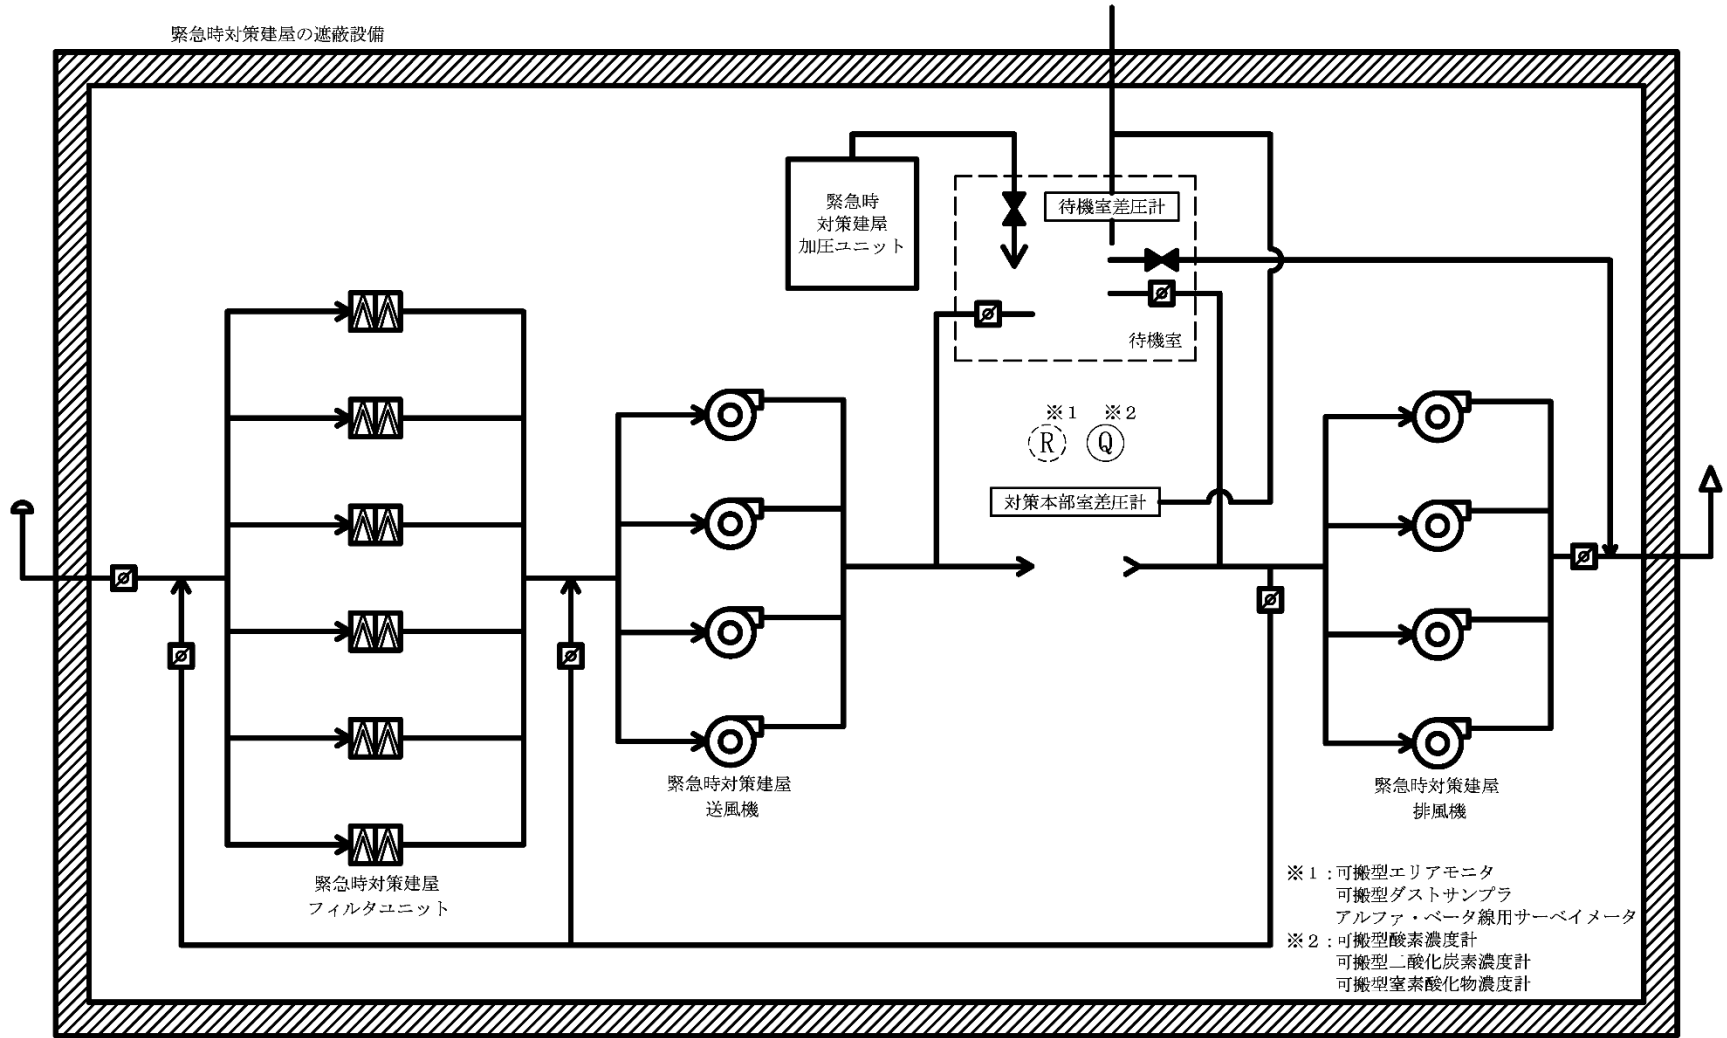 緊急時対策建屋の遮蔽設備
緊急時
対策建屋
加圧ユニット
待機室差圧計
待機室
※1 ※2
R Q
対策本部室差圧計
緊急時対策建屋
送風機
緊急時対策建屋
排風機
緊急時対策建屋
フィルタユニット
※1:可搬型エリアモニタ
可搬型ダストサンプラ
アルファ・ベータ線用サーベイメータ
※2:可搬型酸素濃度計
可搬型二酸化炭素濃度計
可搬型窒素酸化物濃度計